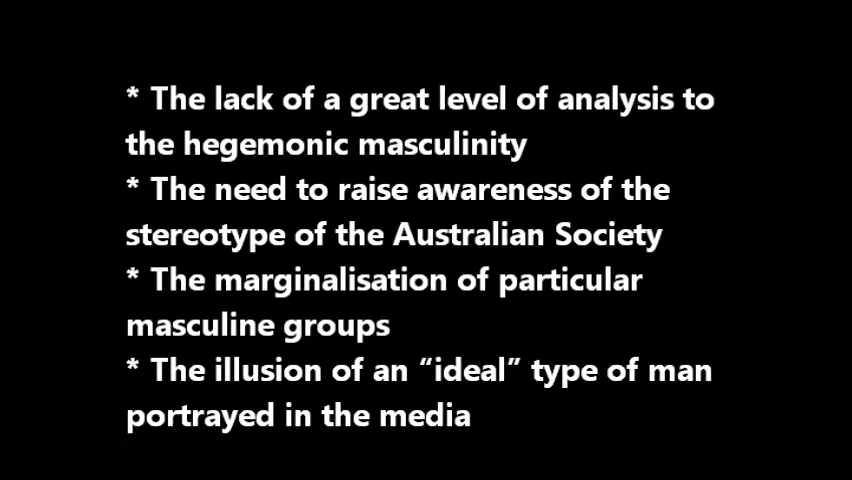 * The lack of a great level of analysis to
the hegemonic masculinity
* The need to raise awareness of the
stereotype of the Australian Society
* The marginalisation of particular
masculine groups
* The illusion of an “ideal” type of man
portrayed in the media